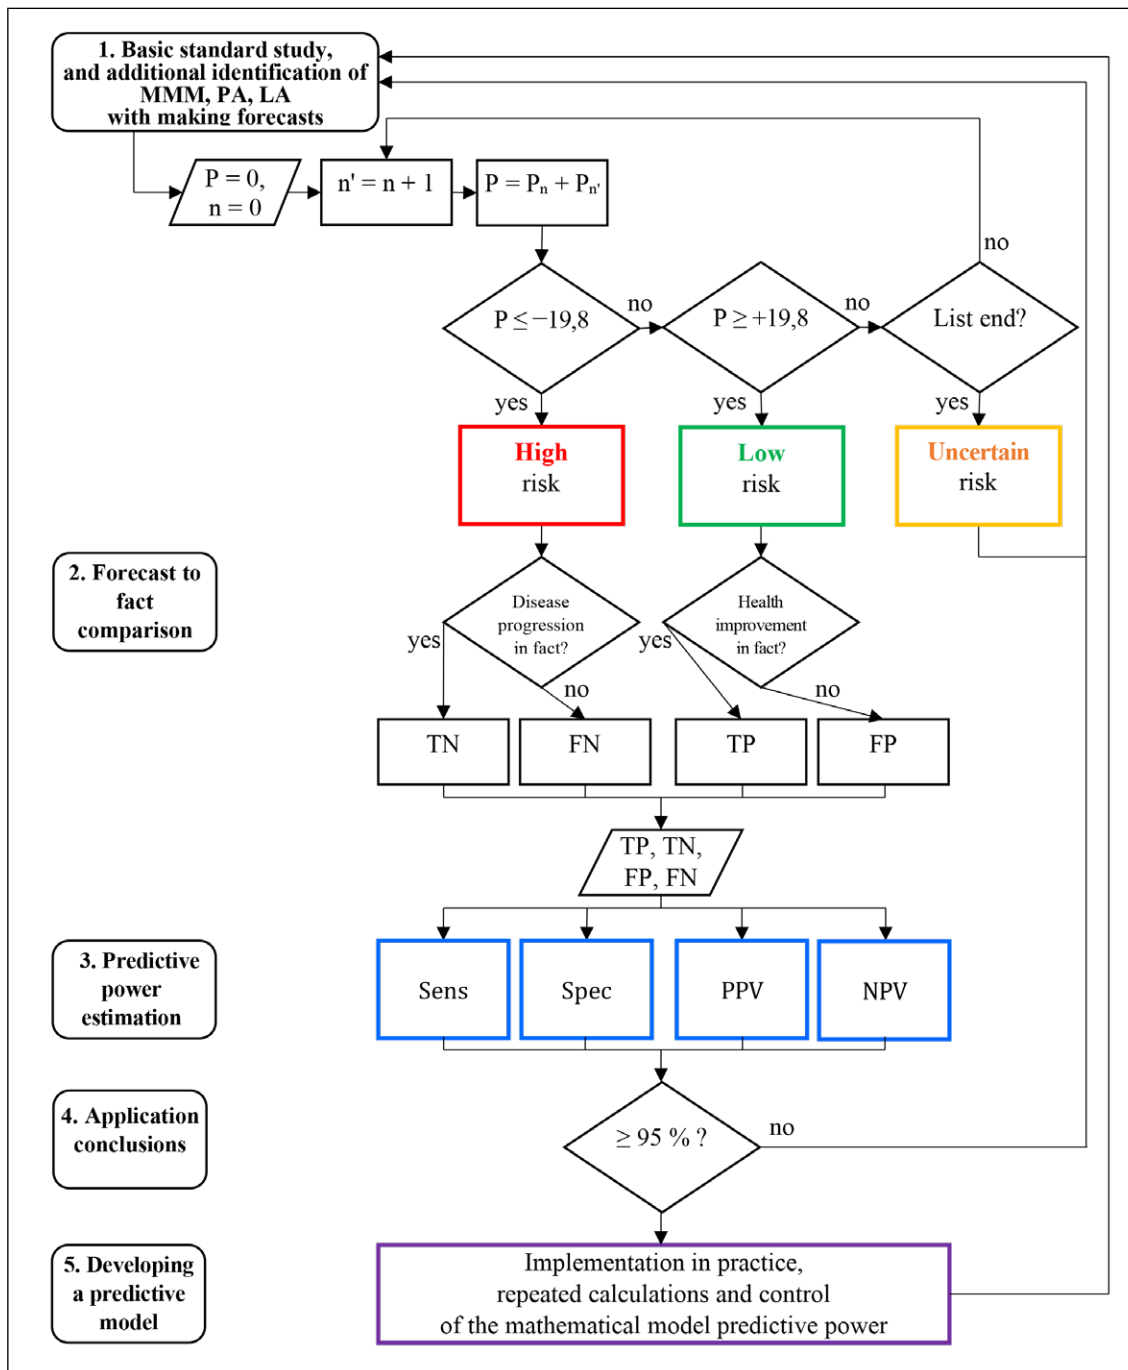 1. Basic standard study,
and additional identification of
MMM, PA, LA
with making forecasts
P = 0,
n = 0
n' = n + 1
P = Pn + Pn'
no
P ≤ −19,8
no
P ≥ +19,8
no
List end?
yes
yes
yes
High
risk
Low
risk
Uncertain
risk
2. Forecast to
fact
comparison
Disease
progression
in fact?
yes
no
Health
improvement
in fact?
yes
no
TN
FN
TP
FP
TP, TN,
FP, FN
3. Predictive
power
estimation
Sens
Spec
PPV
NPV
4. Application
conclusions
≥ 95 % ?
no
5. Developing
a predictive
model
Implementation in practice,
repeated calculations and control
of the mathematical model predictive power